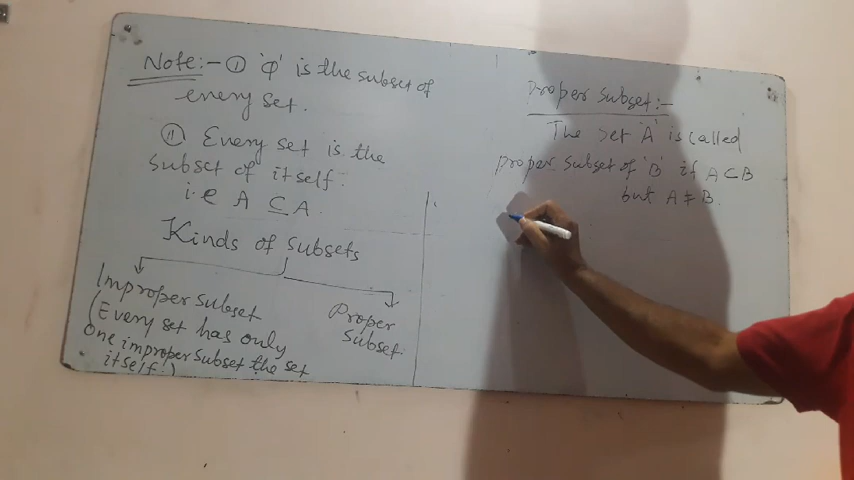 Note:- ① 'φ' is the subset of
every set.
② Every set is the
subset of itself.
i.e A ⊆ A.
Kinds of subsets
Improper subset
(Every set has only
One improper subset the set
itself.)
Proper
subset.
Proper subset:-
The set 'A' is called
proper subset of 'B' if A⊂B
but A≠B.